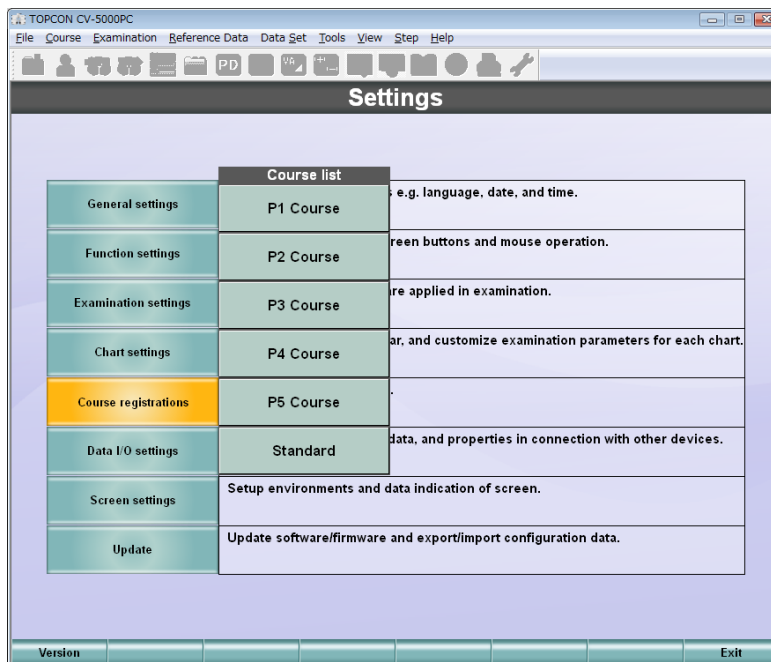 TOPCON CV-5000PC
File Course Examination Reference Data Data Set Tools View Step Help
PD VA
Settings
Course list
General settings
P1 Course
e.g. language, date, and time.
Function settings
P2 Course
reen buttons and mouse operation.
Examination settings
P3 Course
re applied in examination.
Chart settings
P4 Course
ar, and customize examination parameters for each chart.
Course registrations
P5 Course
Data I/O settings
Standard
data, and properties in connection with other devices.
Screen settings
Setup environments and data indication of screen.
Update
Update software/firmware and export/import configuration data.
Version Exit